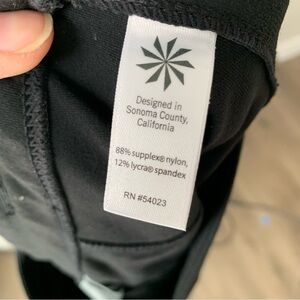 Designed in
Sonoma County,
California
88% supplex® nylon,
12% lycra® spandex
RN #54023